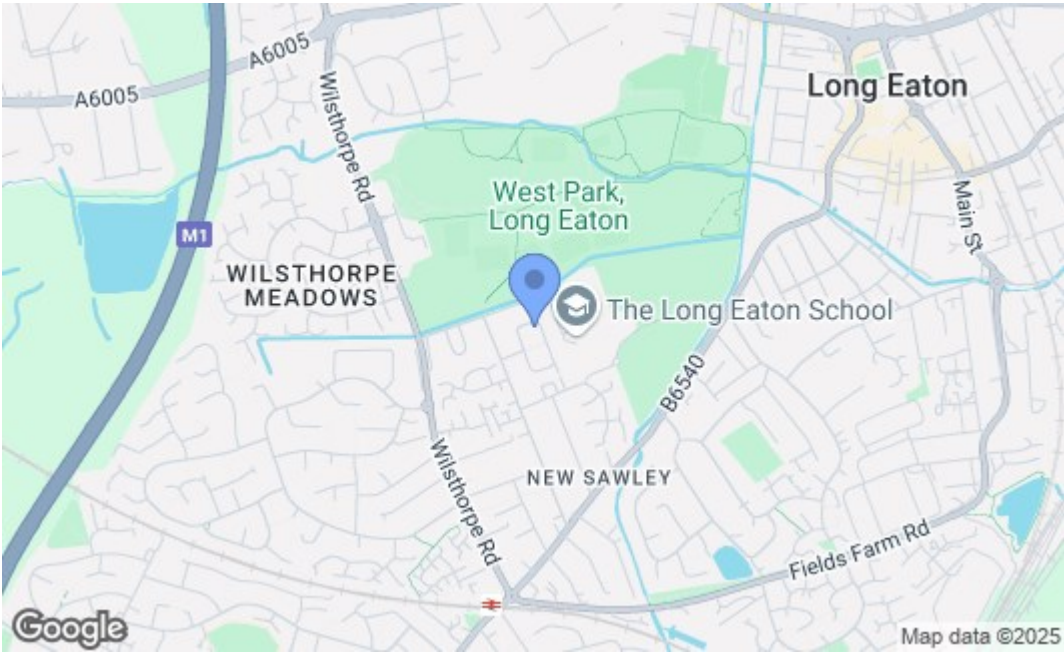 A6005
A6005
Long Eaton
Wilsthorpe Rd
West Park,
Long Eaton
Main St
M1
WILSTHORPE
MEADOWS
The Long Eaton School
B6540
Wilsthorpe Rd
NEW SAWLEY
Fields Farm Rd
Google
Map data ©2025